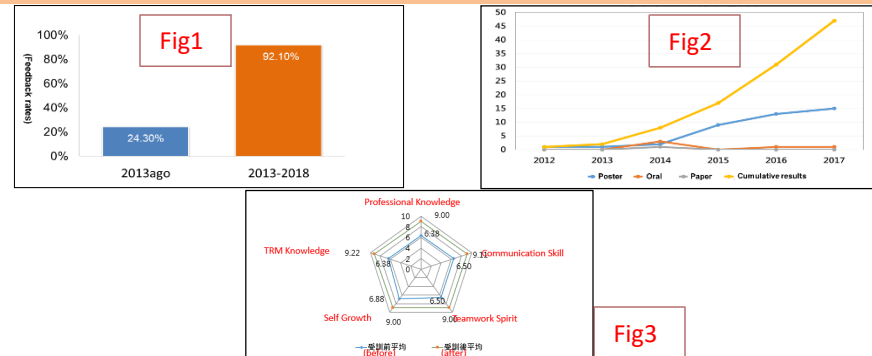 Fig1
(Feedback rates)
100%
80%
60%
40%
20%
0%
24.30%
92.10%
2013ago
2013-2018
Fig2
50
45
40
35
30
25
20
15
10
5
0
2012
2013
2014
2015
2016
2017
Poster
Oral
Paper
Cumulative results
Professional Knowledge
10
8
6
4
2
0
9.00
6.38
TRM Knowledge
9.22
6.38
9.11
Communication Skill
6.50
6.88
6.50
Self Growth
9.00
9.00
Teamwork Spirit
受訓前平均
(before)
受訓後平均
(after)
Fig3